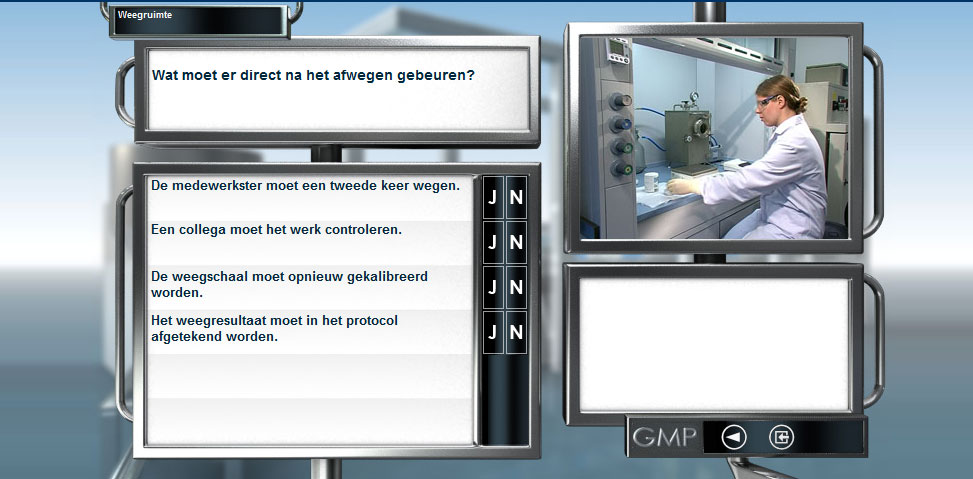 Weegruimte
Wat moet er direct na het afwegen gebeuren?
De medewerkster moet een tweede keer wegen.
J N
Een collega moet het werk controleren.
J N
De weegschaal moet opnieuw gekalibreerd
worden.
J N
Het weegresultaat moet in het protocol
afgetekend worden.
J N
GMP